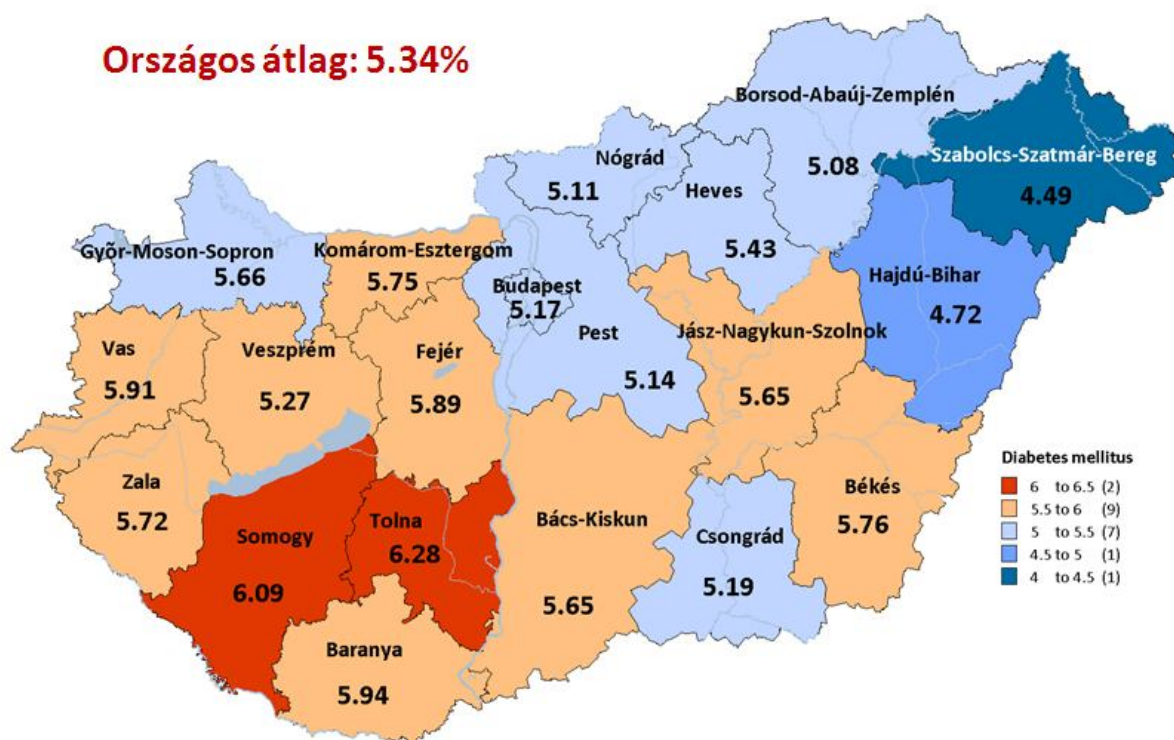 Országos átlag: 5.34%
Borsod-Abaúj-Zemplén
5.08
Szabolcs-Szatmár-Bereg
4.49
Nógrád
5.11
Heves
5.43
Győr-Moson-Sopron
5.66
Komárom-Esztergom
5.75
Budapest
5.17
Pest
5.14
Hajdú-Bihar
4.72
Jász-Nagykun-Szolnok
5.65
Vas
5.91
Veszprém
5.27
Fejér
5.89
Zala
5.72
Somogy
6.09
Tolna
6.28
Bács-Kiskun
5.65
Csongrád
5.19
Békés
5.76
Baranya
5.94
Diabetes mellitus
6 to 6.5 (2)
5.5 to 6 (9)
5 to 5.5 (7)
4.5 to 5 (1)
4 to 4.5 (1)